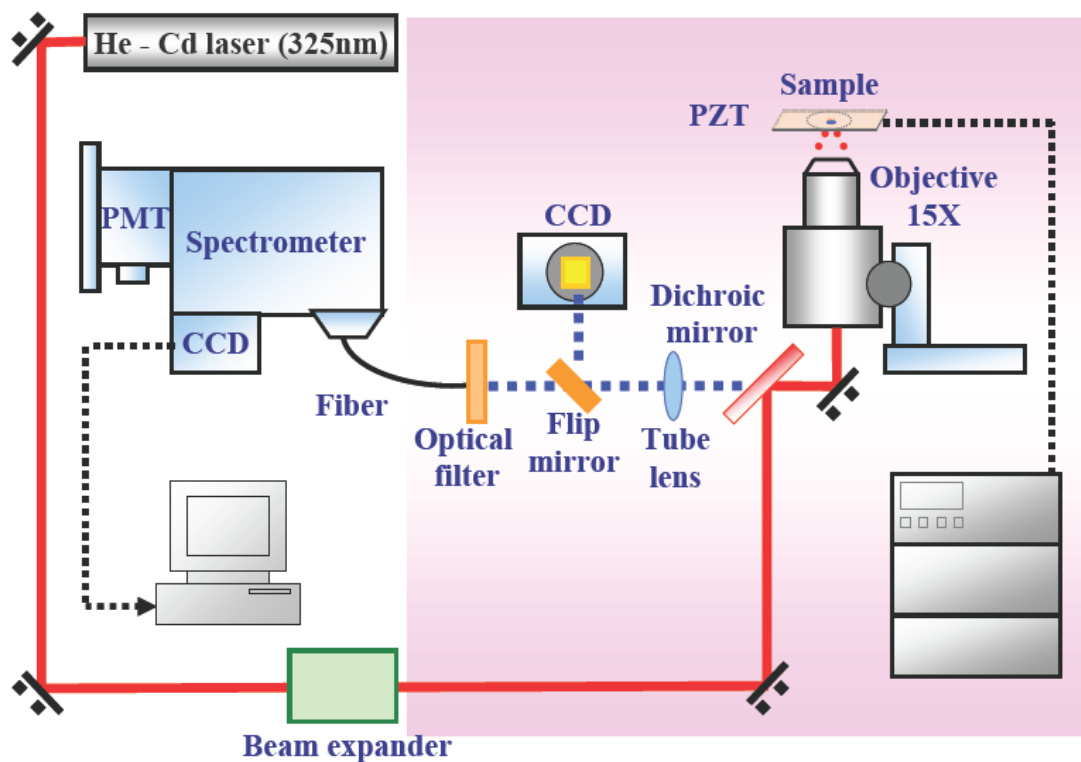 He - Cd laser (325nm)
Sample
PZT
Objective
15X
PMT
Spectrometer
CCD
CCD
Dichroic
mirror
Fiber
Optical
filter
Flip
mirror
Tube
lens
Beam expander